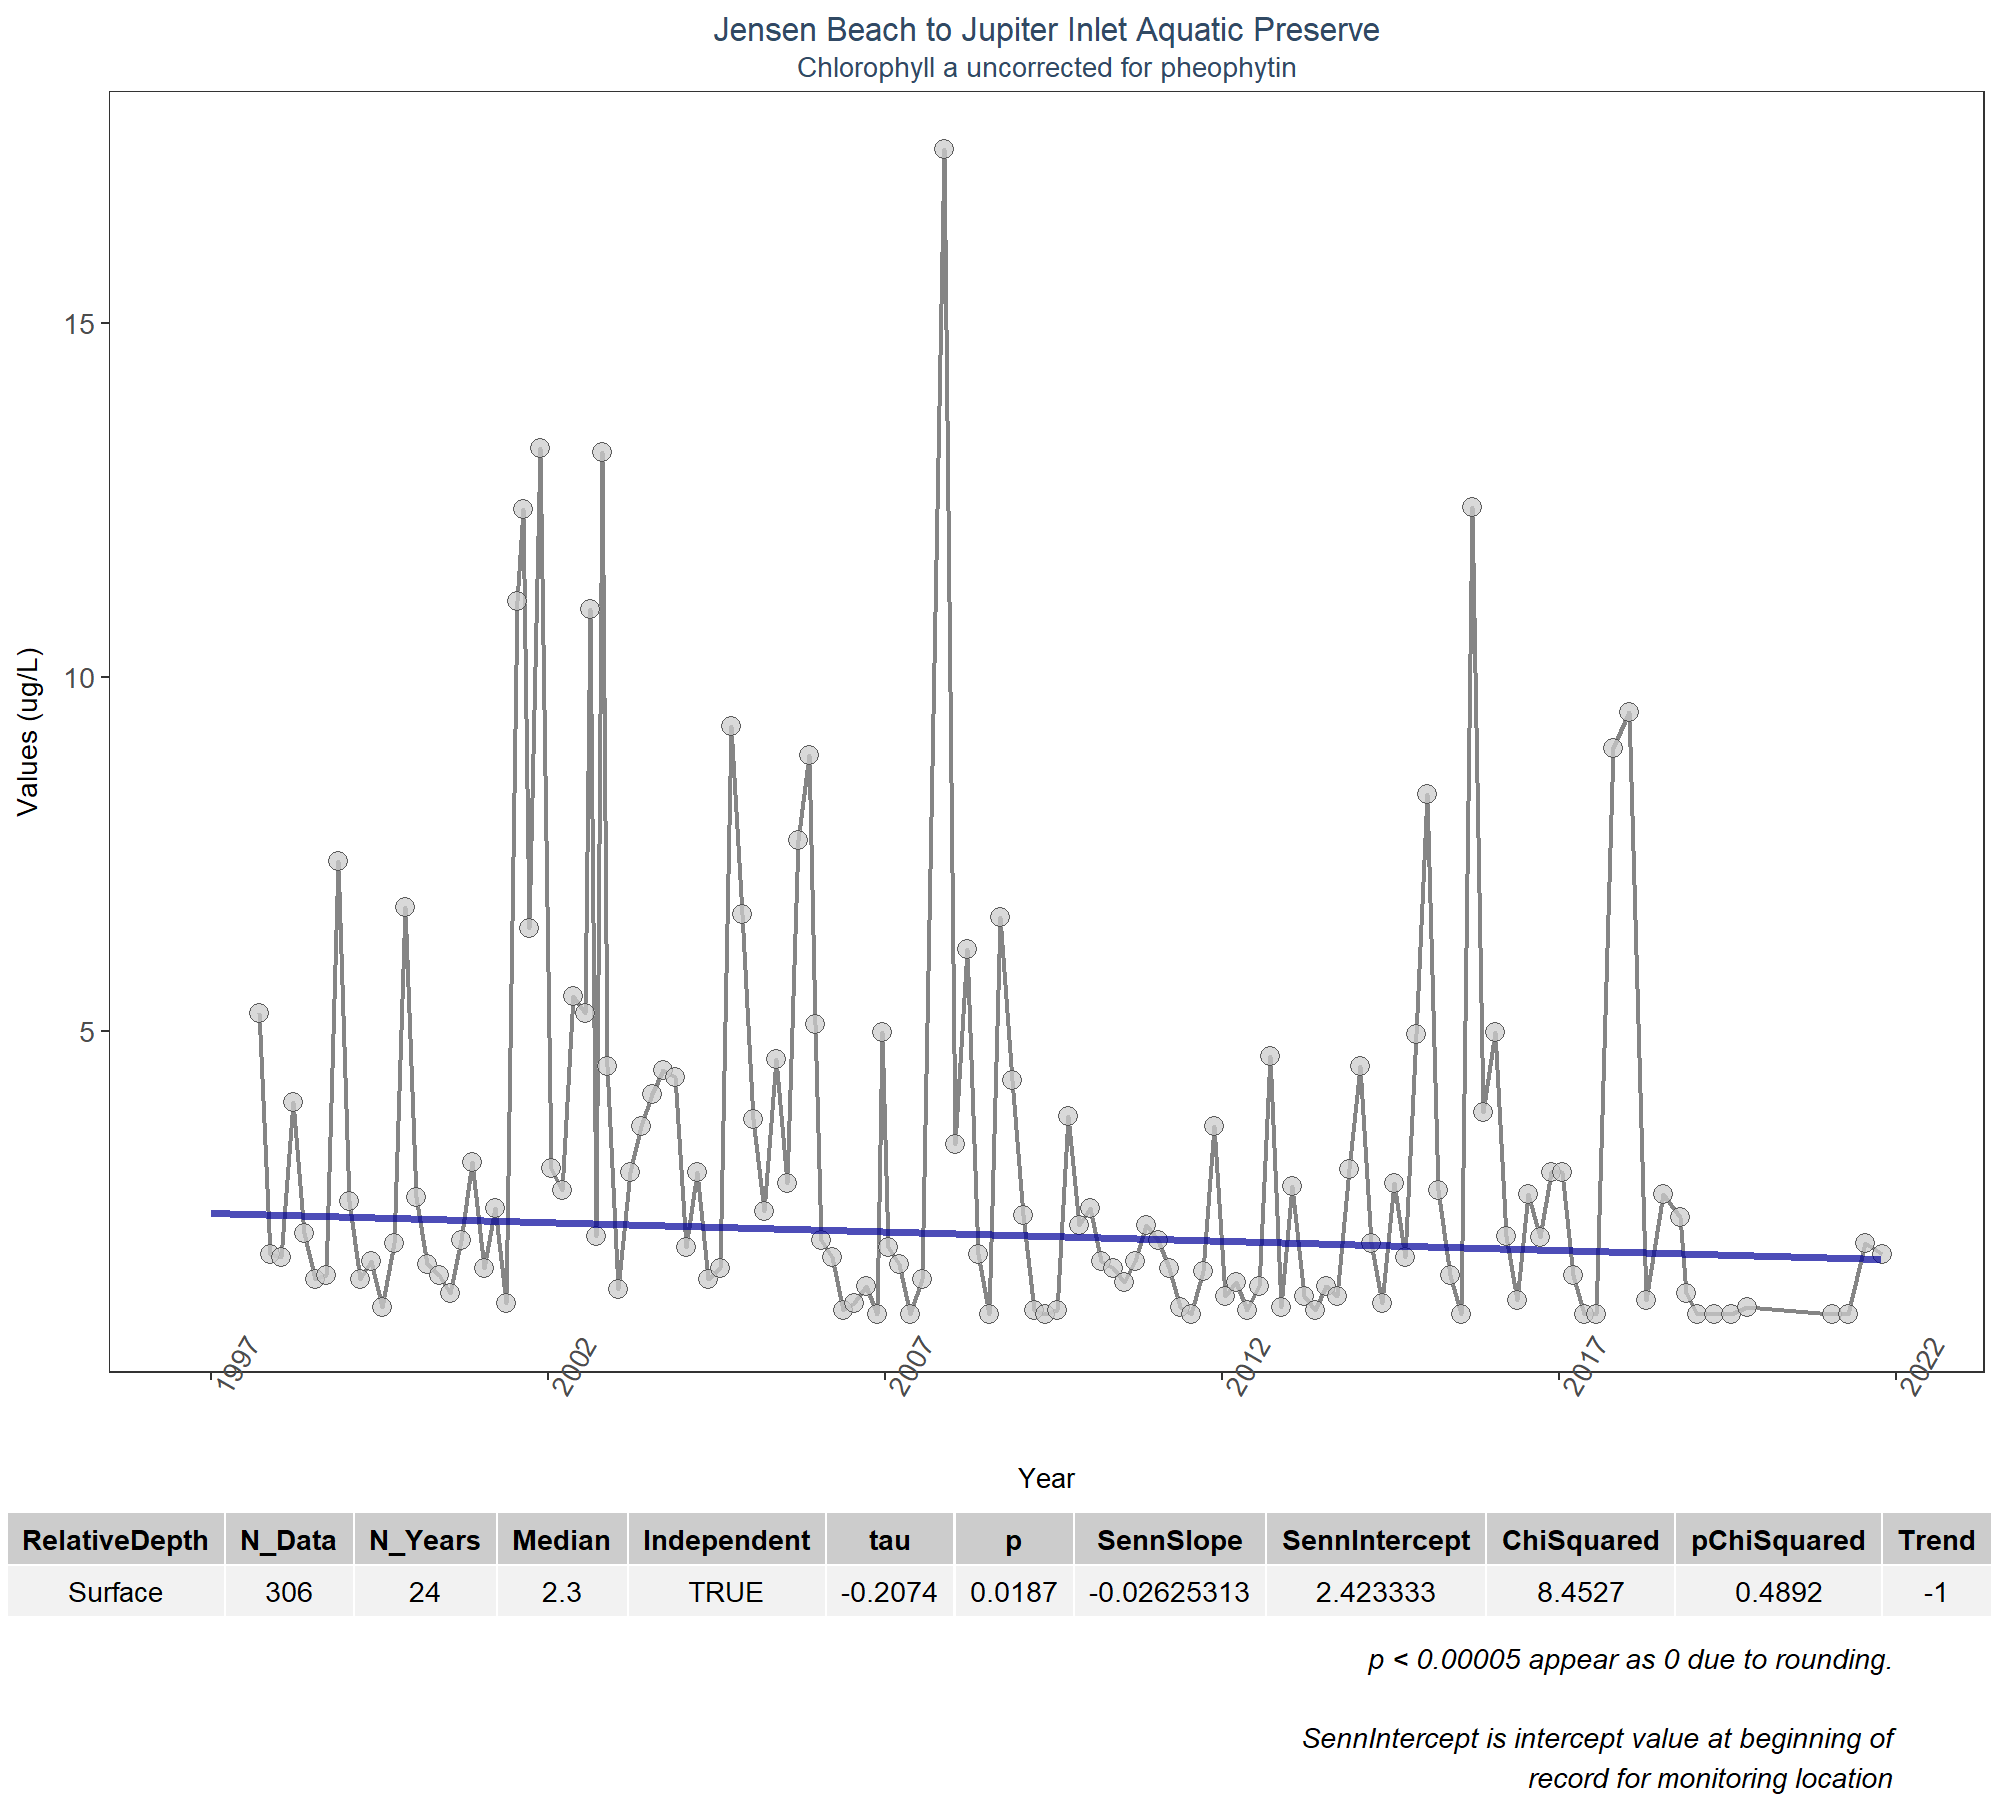 Jensen Beach to Jupiter Inlet Aquatic Preserve
Chlorophyll a uncorrected for pheophytin
Values (ug/L)
15
10
5
1997 2002 2007 2012 2017 2022
Year
RelativeDepth N_Data N_Years Median Independent tau p SennSlope SennIntercept ChiSquared pChiSquared Trend
Surface 306 24 2.3 TRUE -0.2074 0.0187 -0.02625313 2.423333 8.4527 0.4892 -1
p < 0.00005 appear as 0 due to rounding.
SennIntercept is intercept value at beginning of
record for monitoring location